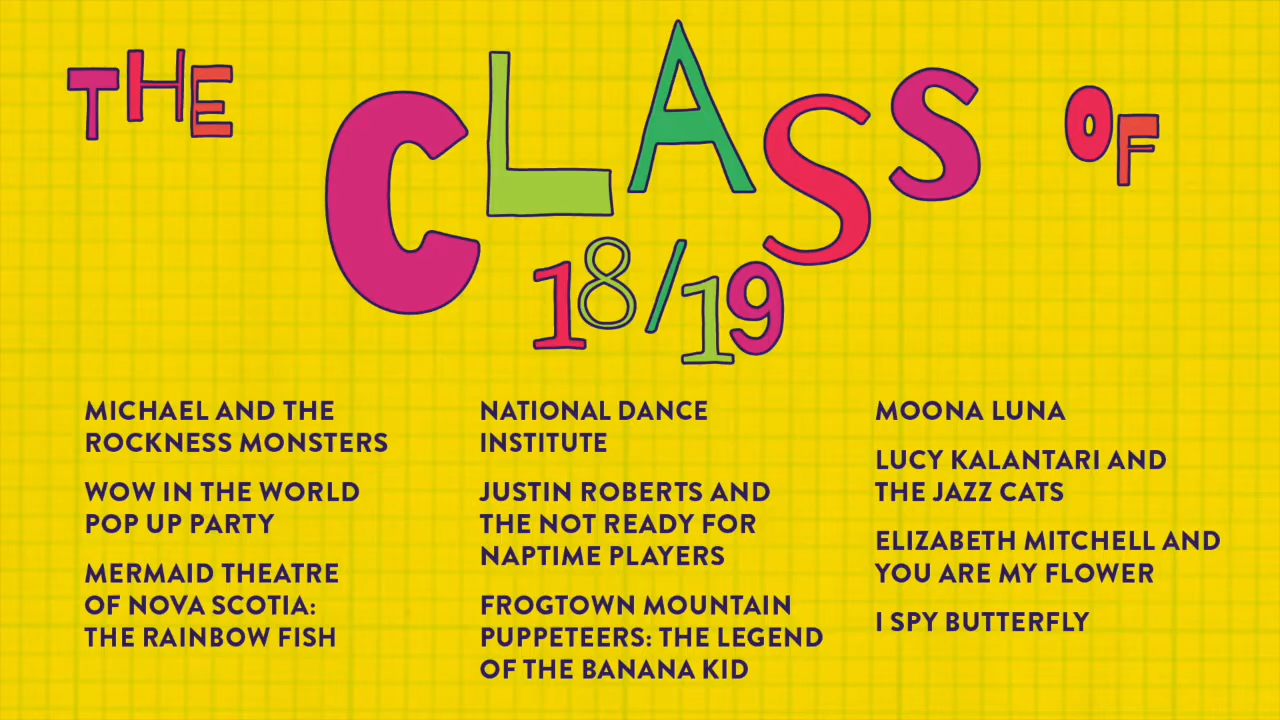 THE CLASS OF
18/19
MICHAEL AND THE
ROCKNESS MONSTERS
WOW IN THE WORLD
POP UP PARTY
MERMAID THEATRE
OF NOVA SCOTIA:
THE RAINBOW FISH
NATIONAL DANCE
INSTITUTE
JUSTIN ROBERTS AND
THE NOT READY FOR
NAPTIME PLAYERS
FROGTOWN MOUNTAIN
PUPPETEERS: THE LEGEND
OF THE BANANA KID
MOONA LUNA
LUCY KALANTARI AND
THE JAZZ CATS
ELIZABETH MITCHELL AND
YOU ARE MY FLOWER
I SPY BUTTERFLY